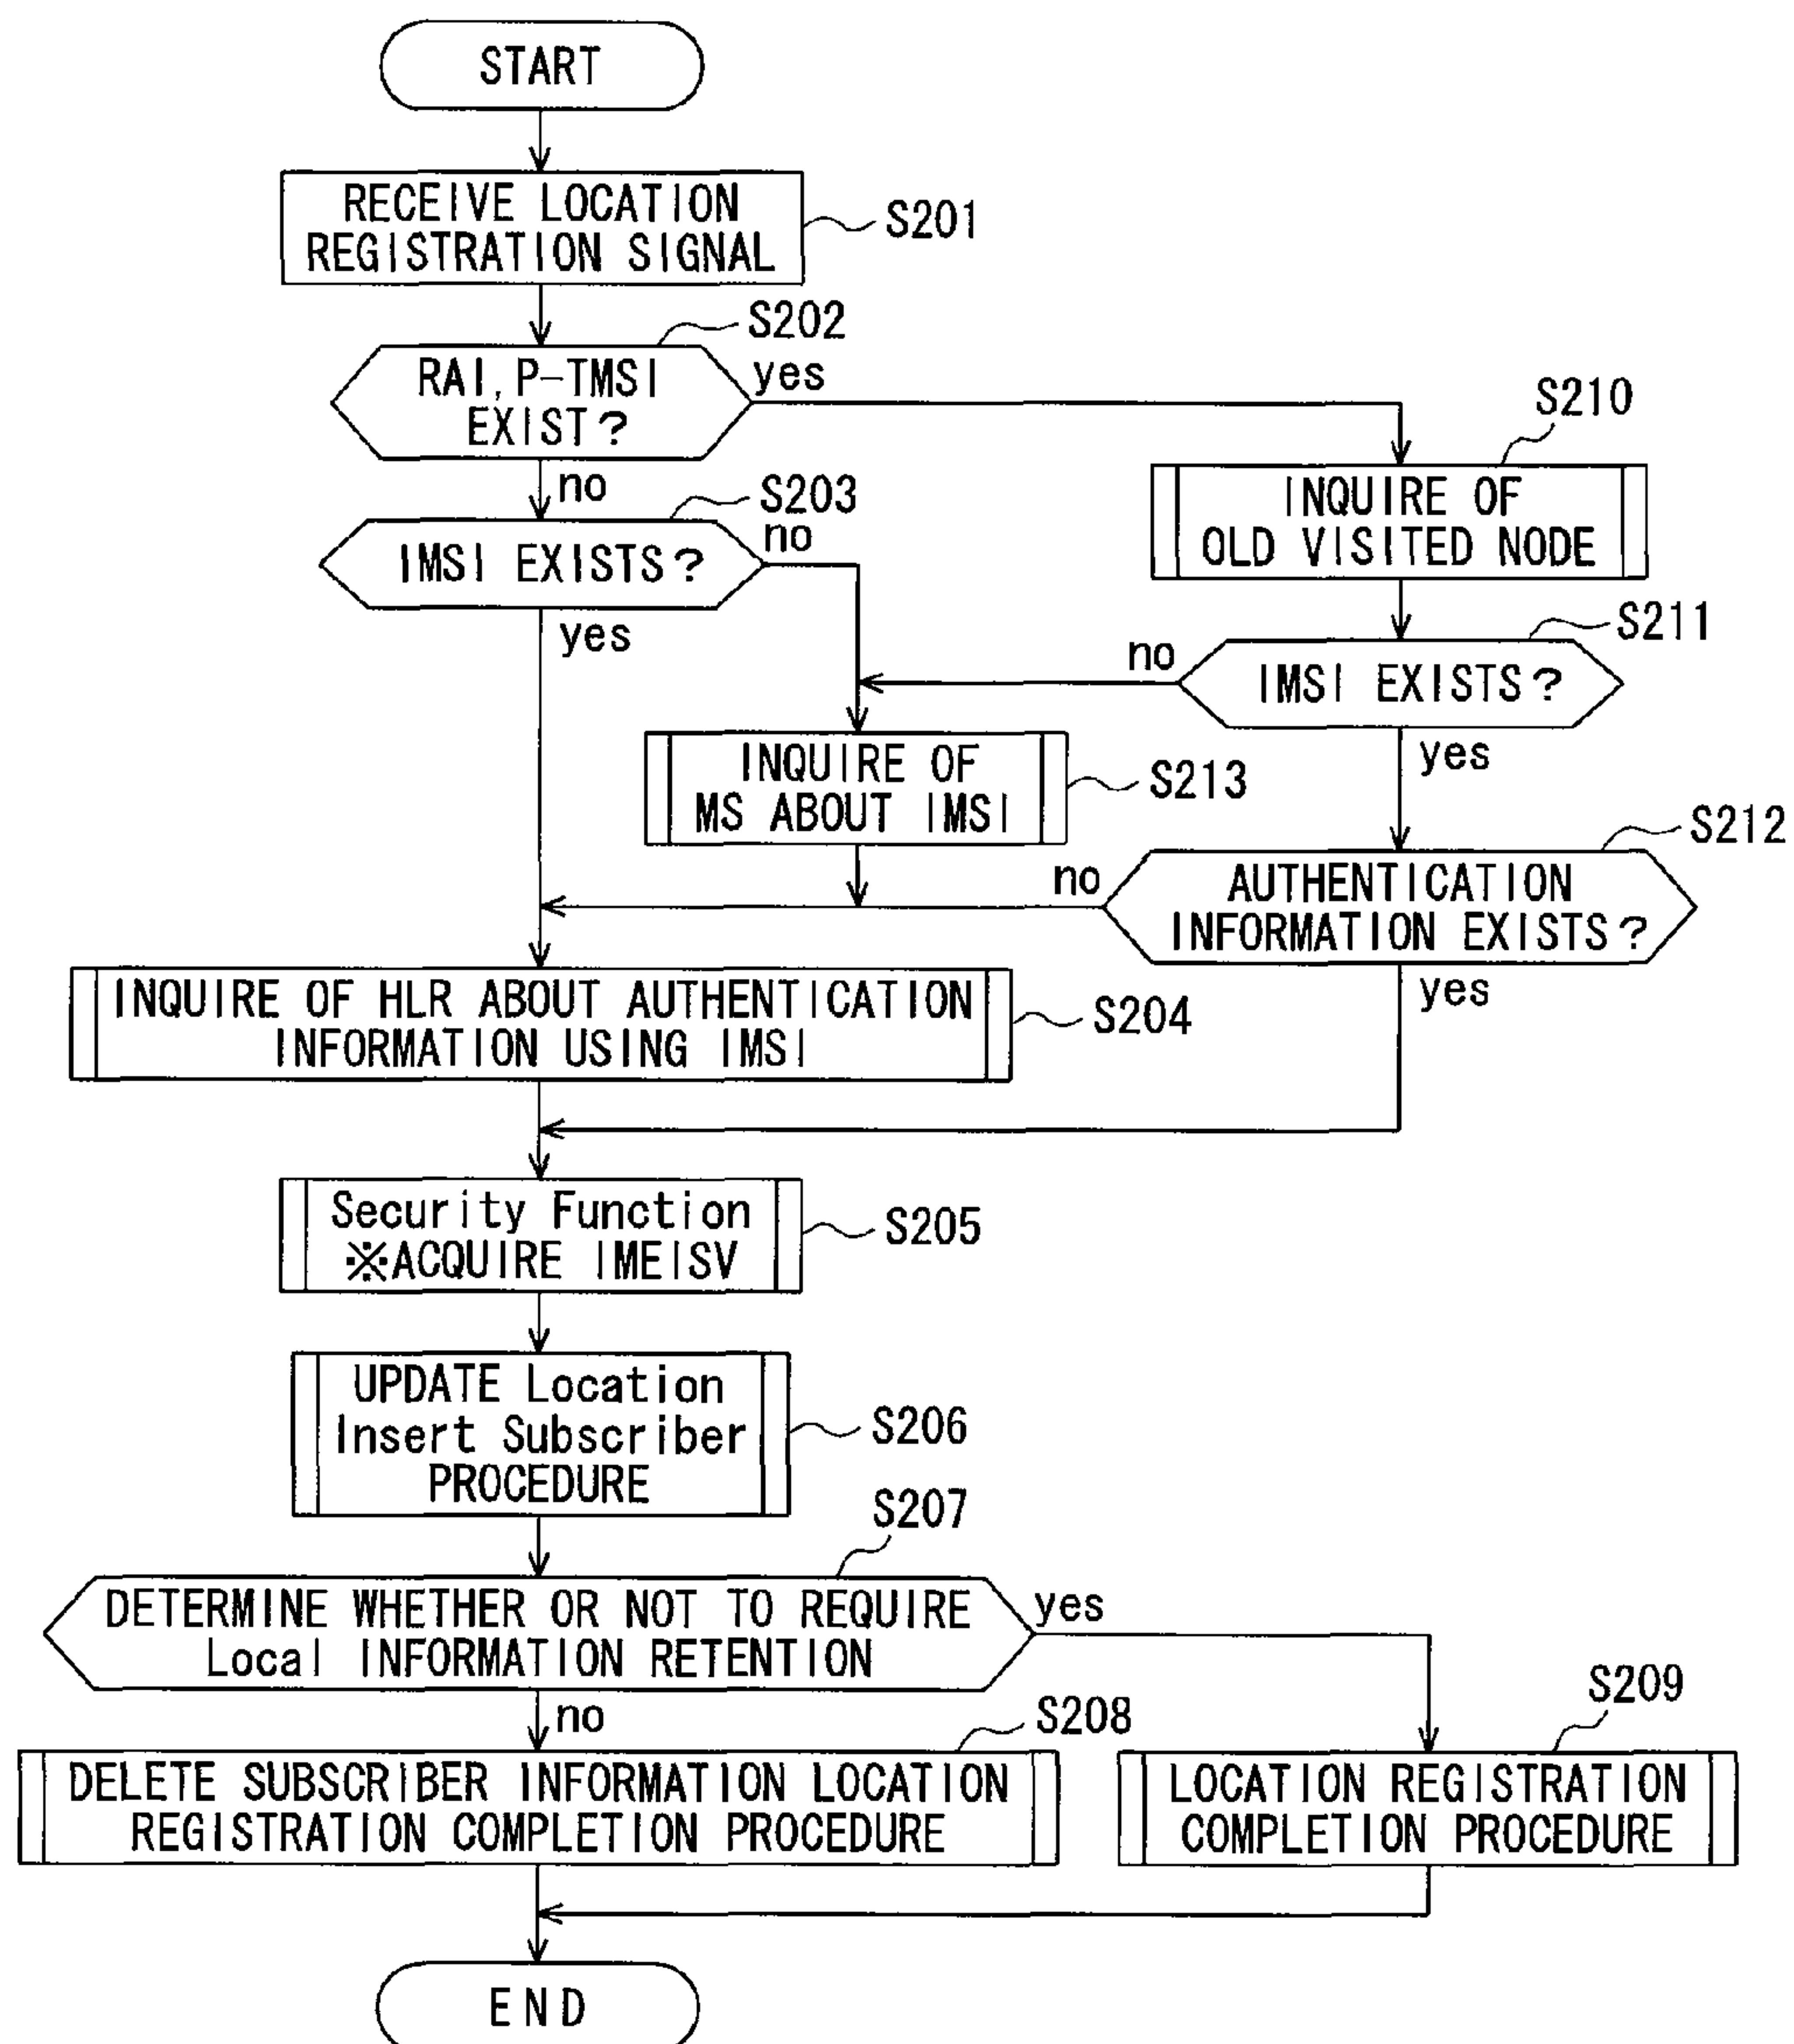 START
RECEIVE LOCATION
REGISTRATION SIGNAL
S201
S202
RAI, P-TMSI
EXIST?
yes
no
S203
IMSI EXISTS?
no
yes
S210
INQUIRE OF
OLD VISITED NODE
S211
IMSI EXISTS?
no
yes
INQUIRE OF
MS ABOUT IMSI
S213
S212
AUTHENTICATION
INFORMATION EXISTS?
no
yes
INQUIRE OF HLR ABOUT AUTHENTICATION
INFORMATION USING IMSI
S204
Security Function
※ACQUIRE IMEISV
S205
UPDATE Location
Insert Subscriber
PROCEDURE
S206
S207
DETERMINE WHETHER OR NOT TO REQUIRE
Local INFORMATION RETENTION
yes
no
S208
DELETE SUBSCRIBER INFORMATION LOCATION
REGISTRATION COMPLETION PROCEDURE
S209
LOCATION REGISTRATION
COMPLETION PROCEDURE
END